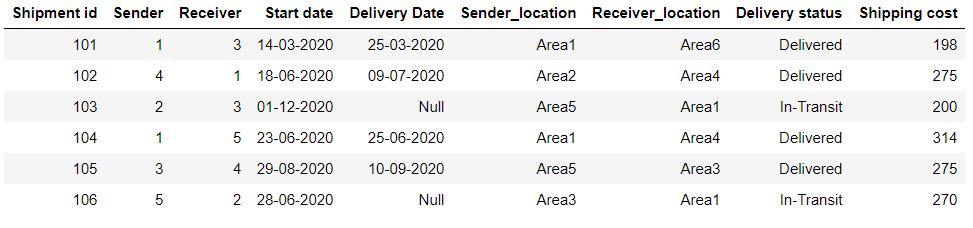 Shipment id Sender Receiver Start date Delivery Date Sender_location Receiver_location Delivery status Shipping cost
101 1 3 14-03-2020 25-03-2020 Area1 Area6 Delivered 198
102 4 1 18-06-2020 09-07-2020 Area2 Area4 Delivered 275
103 2 3 01-12-2020 Null Area5 Area1 In-Transit 200
104 1 5 23-06-2020 25-06-2020 Area1 Area4 Delivered 314
105 3 4 29-08-2020 10-09-2020 Area5 Area3 Delivered 275
106 5 2 28-06-2020 Null Area3 Area1 In-Transit 270